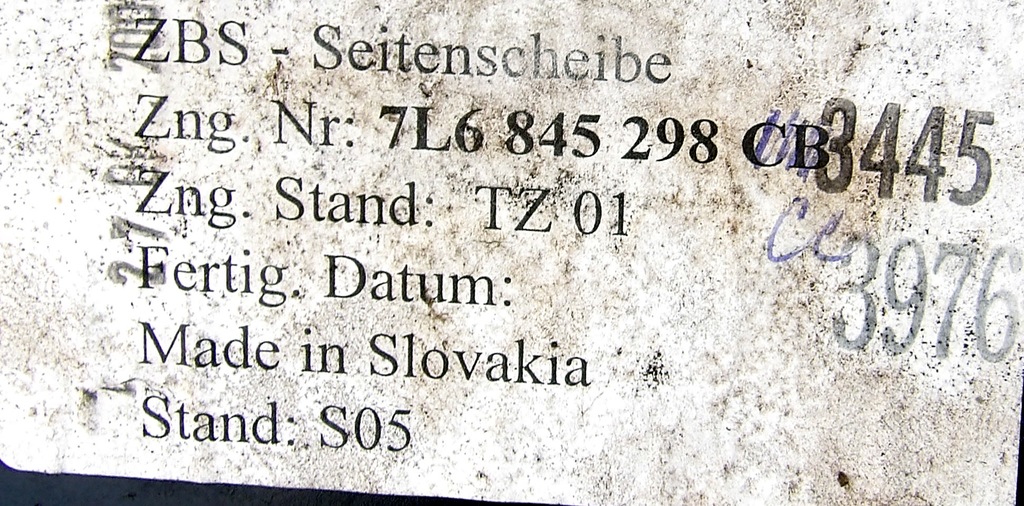 ZBS - Seitenscheibe
Zng. Nr: 7L6 845 298 CB 3445
Zng. Stand: TZ 01
3976
Fertig. Datum:
Made in Slovakia
Stand: S05